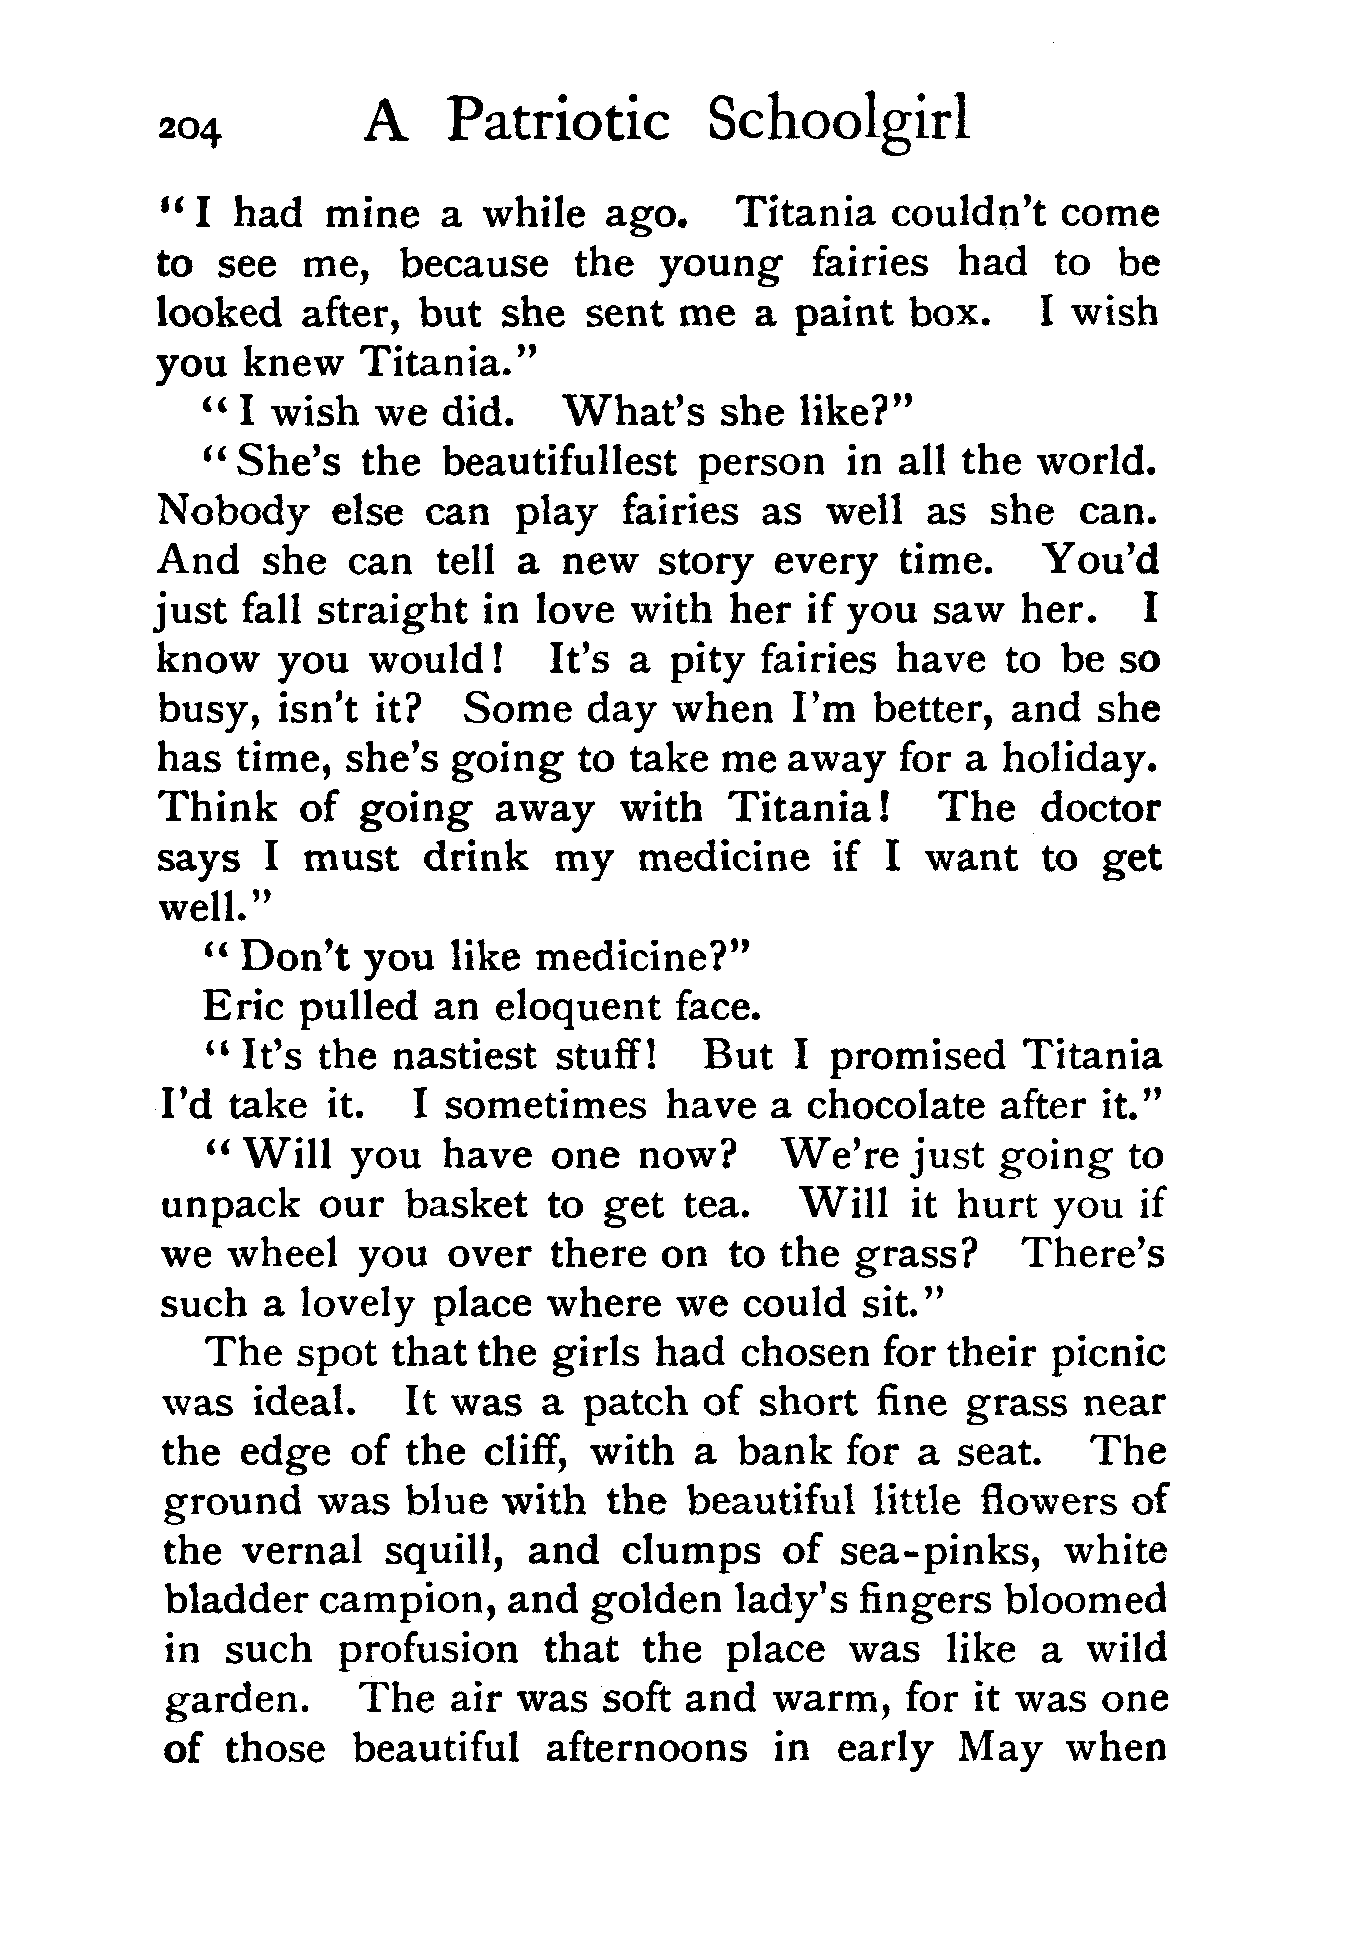 204 A Patriotic Schoolgirl
"I had mine a while ago. Titania couldn't come
to see me, because the young fairies had to be
looked after, but she sent me a paint box. I wish
you knew Titania."
"I wish we did. What's she like?"
"She's the beautifullest person in all the world.
Nobody else can play fairies as well as she can.
And she can tell a new story every time. You'd
just fall straight in love with her if you saw her. I
know you would! It's a pity fairies have to be so
busy, isn't it? Some day when I'm better, and she
has time, she's going to take me away for a holiday.
Think of going away with Titania! The doctor
says I must drink my medicine if I want to get
well."
"Don't you like medicine?"
Eric pulled an eloquent face.
"It's the nastiest stuff! But I promised Titania
I'd take it. I sometimes have a chocolate after it."
"Will you have one now? We're just going to
unpack our basket to get tea. Will it hurt you if
we wheel you over there on to the grass? There's
such a lovely place where we could sit."
The spot that the girls had chosen for their picnic
was ideal. It was a patch of short fine grass near
the edge of the cliff, with a bank for a seat. The
ground was blue with the beautiful little flowers of
the vernal squill, and clumps of sea-pinks, white
bladder campion, and golden lady's fingers bloomed
in such profusion that the place was like a wild
garden. The air was soft and warm, for it was one
of those beautiful afternoons in early May when